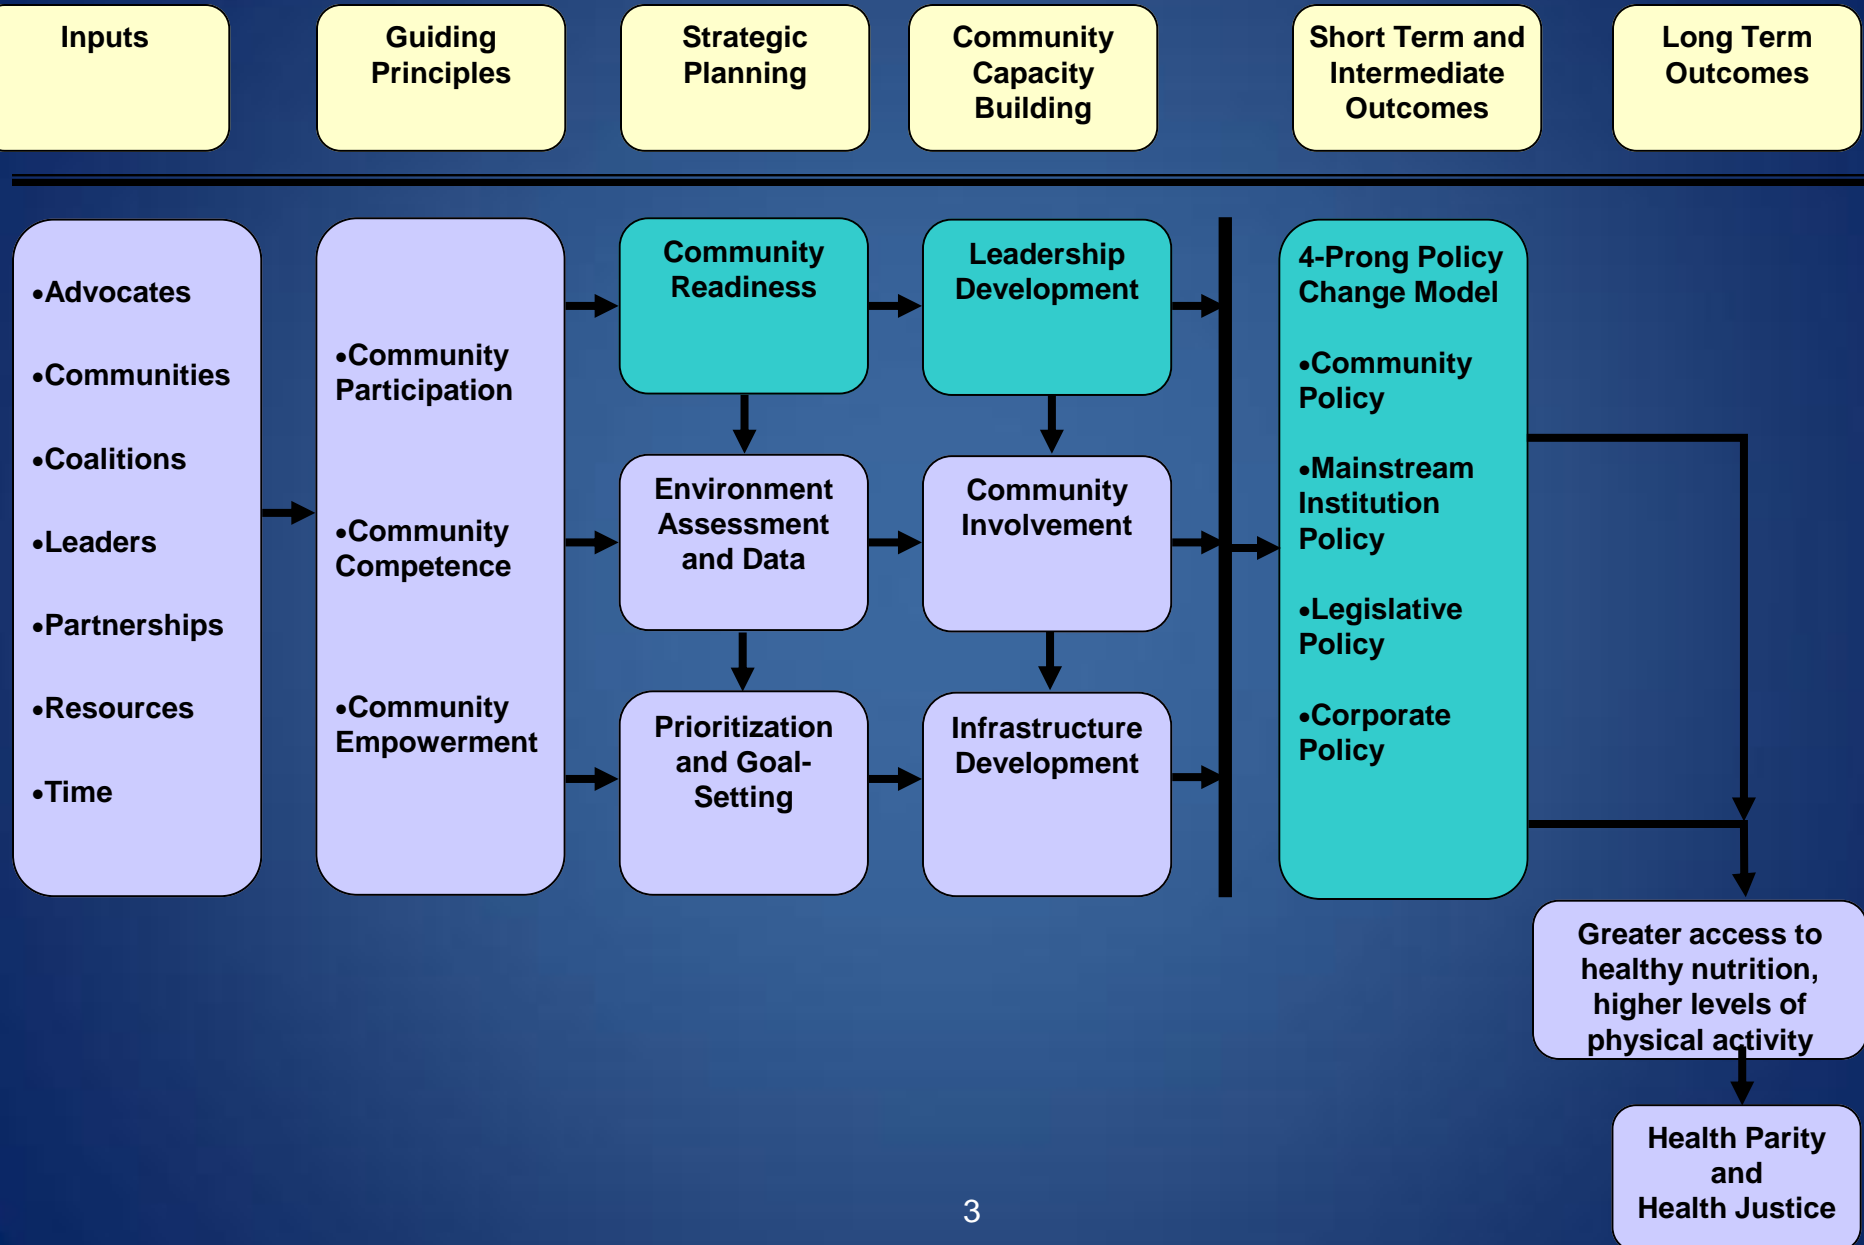 Inputs
Guiding
Principles
Strategic
Planning
Community
Capacity
Building
Short Term and
Intermediate
Outcomes
Long Term
Outcomes
•Advocates
•Communities
•Coalitions
•Leaders
•Partnerships
•Resources
•Time
•Community
Participation
•Community
Competence
•Community
Empowerment
Community
Readiness
Environment
Assessment
and Data
Prioritization
and Goal-
Setting
Leadership
Development
Community
Involvement
Infrastructure
Development
4-Prong Policy
Change Model
•Community
Policy
•Mainstream
Institution
Policy
•Legislative
Policy
•Corporate
Policy
Greater access to
healthy nutrition,
higher levels of
physical activity
Health Parity
and
Health Justice
3